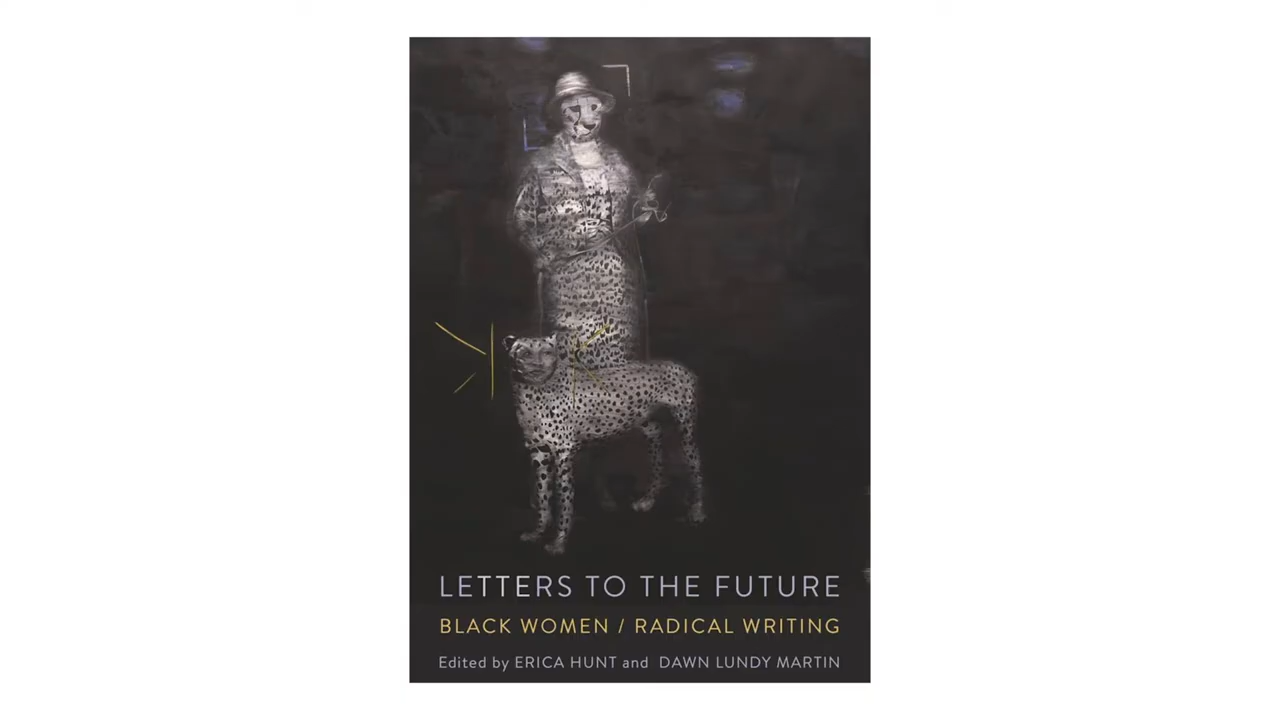 LETTERS TO THE FUTURE
BLACK WOMEN / RADICAL WRITING
Edited by ERICA HUNT and DAWN LUNDY MARTIN